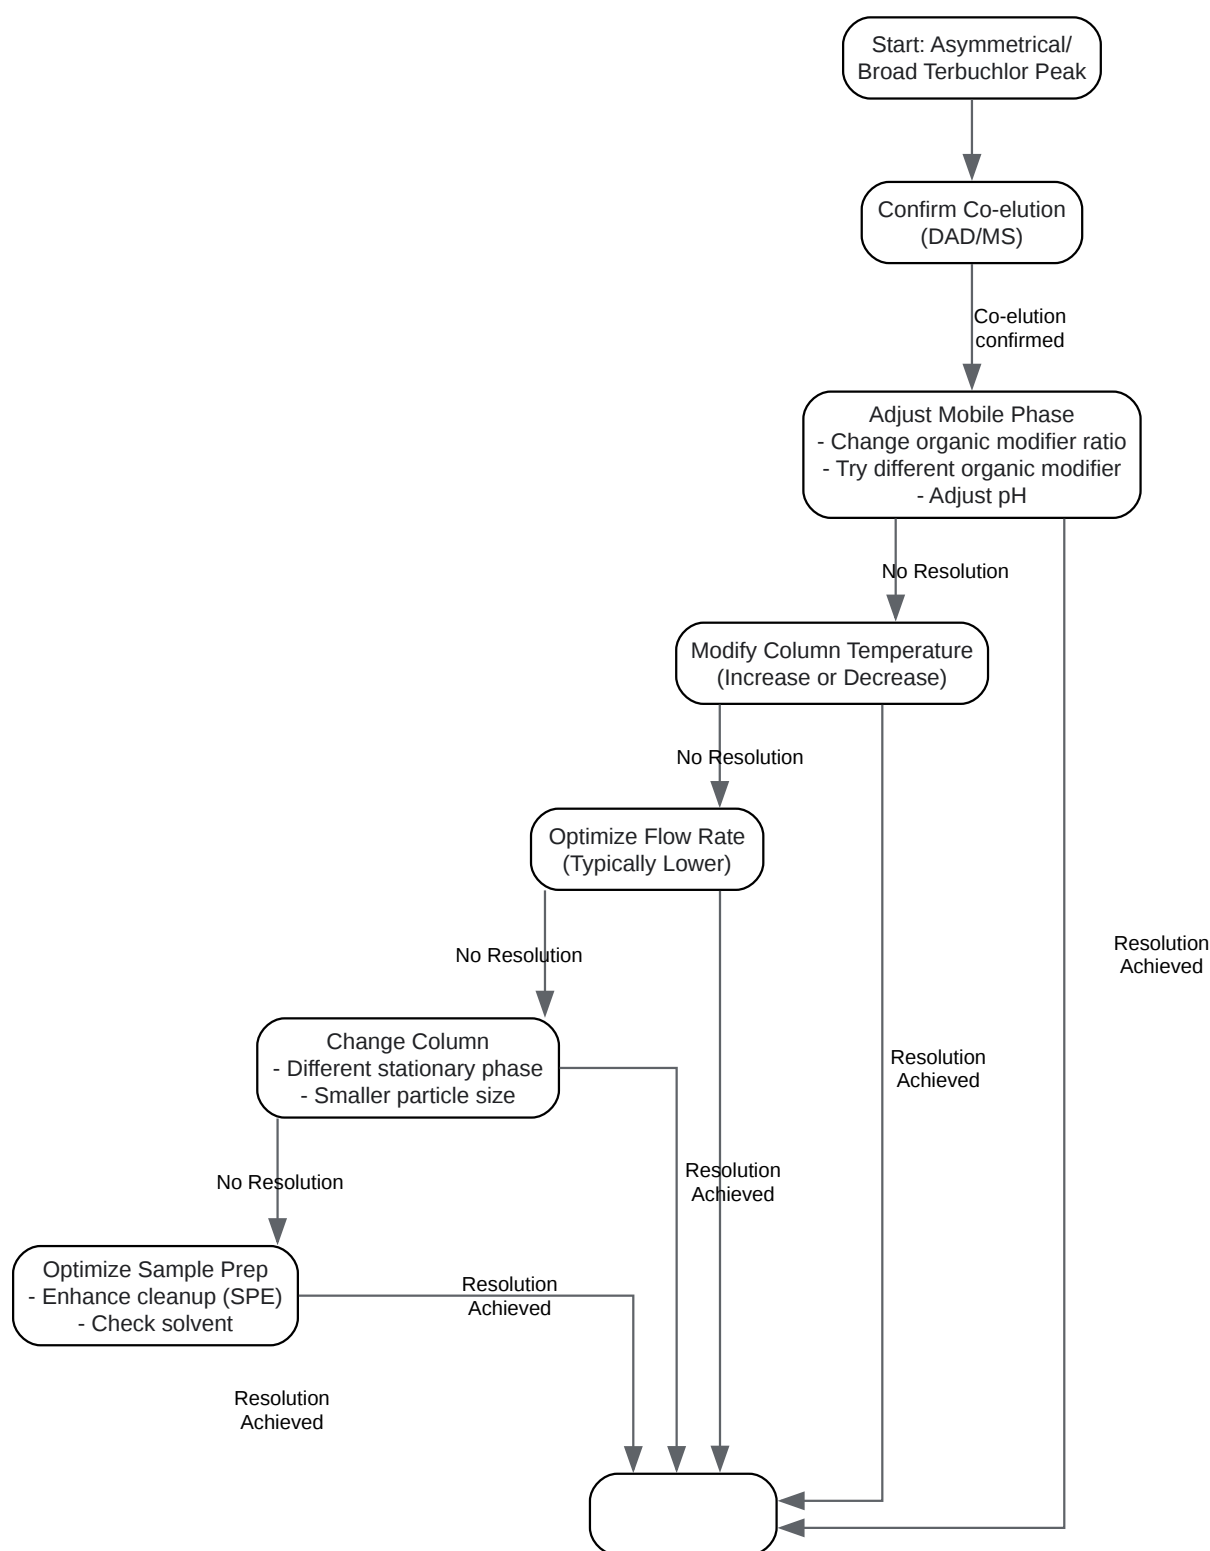 Start: Asymmetrical/
Broad Terbuchlor Peak
Confirm Co-elution
(DAD/MS)
Co-elution
confirmed
Adjust Mobile Phase
- Change organic modifier ratio
- Try different organic modifier
- Adjust pH
No Resolution
Modify Column Temperature
(Increase or Decrease)
No Resolution
Optimize Flow Rate
(Typically Lower)
Resolution
Achieved
No Resolution
Change Column
- Different stationary phase
- Smaller particle size
Resolution
Achieved
Resolution
Achieved
No Resolution
Optimize Sample Prep
- Enhance cleanup (SPE)
- Check solvent
Resolution
Achieved
Resolution
Achieved